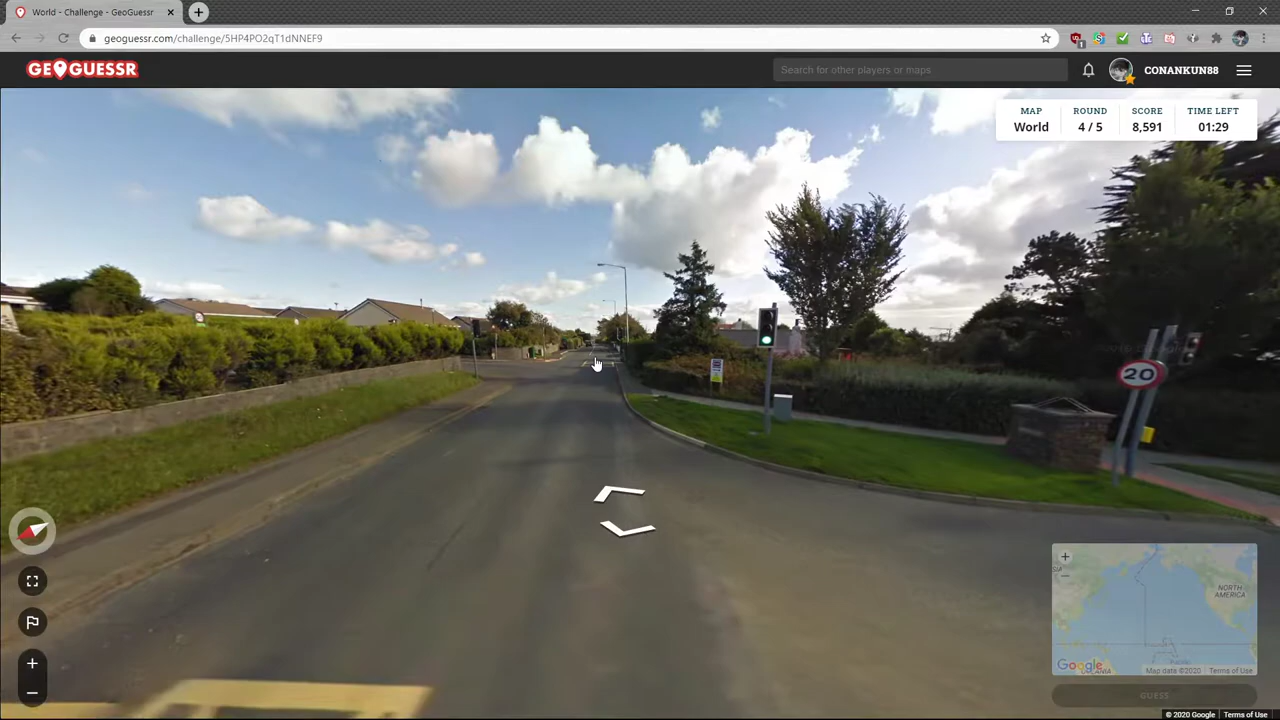 World - Challenge - GeoGuessr
geoguessr.com/challenge/5HP4PO2qT1dNNEF9
1
GEOGUESSR
Search for other players or maps
CONANKUN88
MAP ROUND SCORE TIME LEFT
World 4 / 5 8,591 01:29
20
NORTH
AMERICA
Google
Map data ©2020
Terms of Use
GUESS
© 2020 Google
Terms of Use